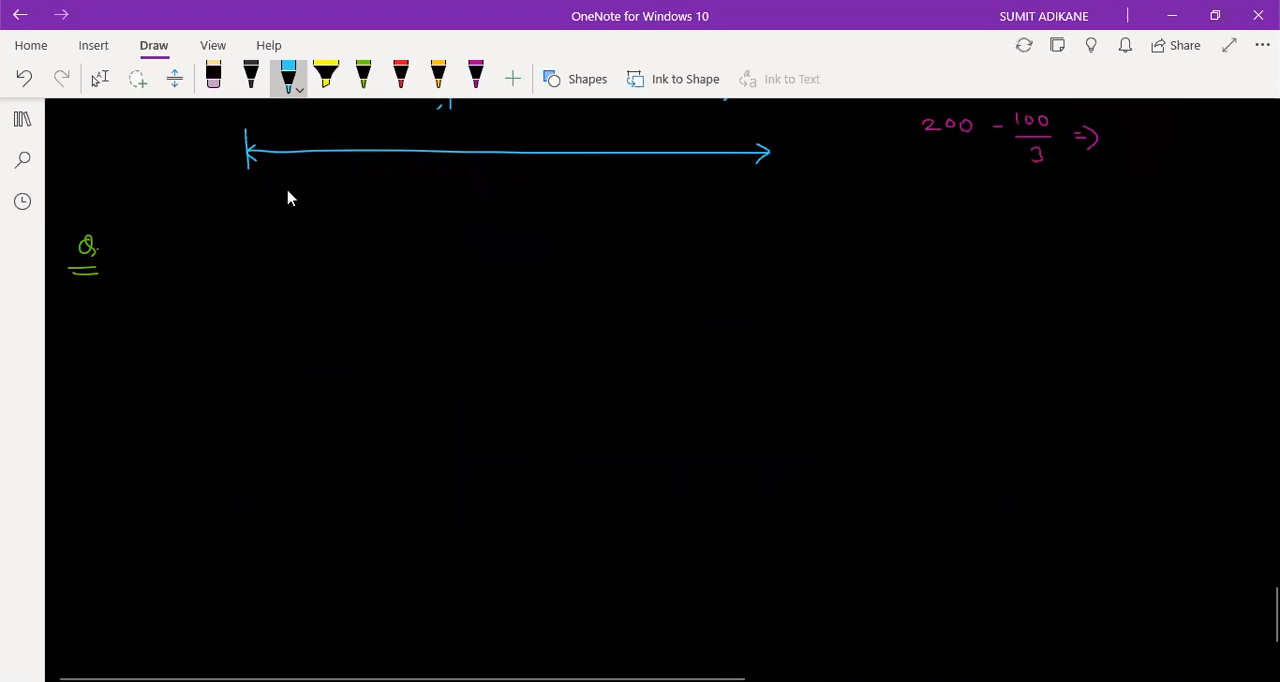 OneNote for Windows 10
SUMIT ADIKANE
Home Insert Draw View Help
Share
Shapes Ink to Shape Ink to Text
200 - 100/3 =>
Q.